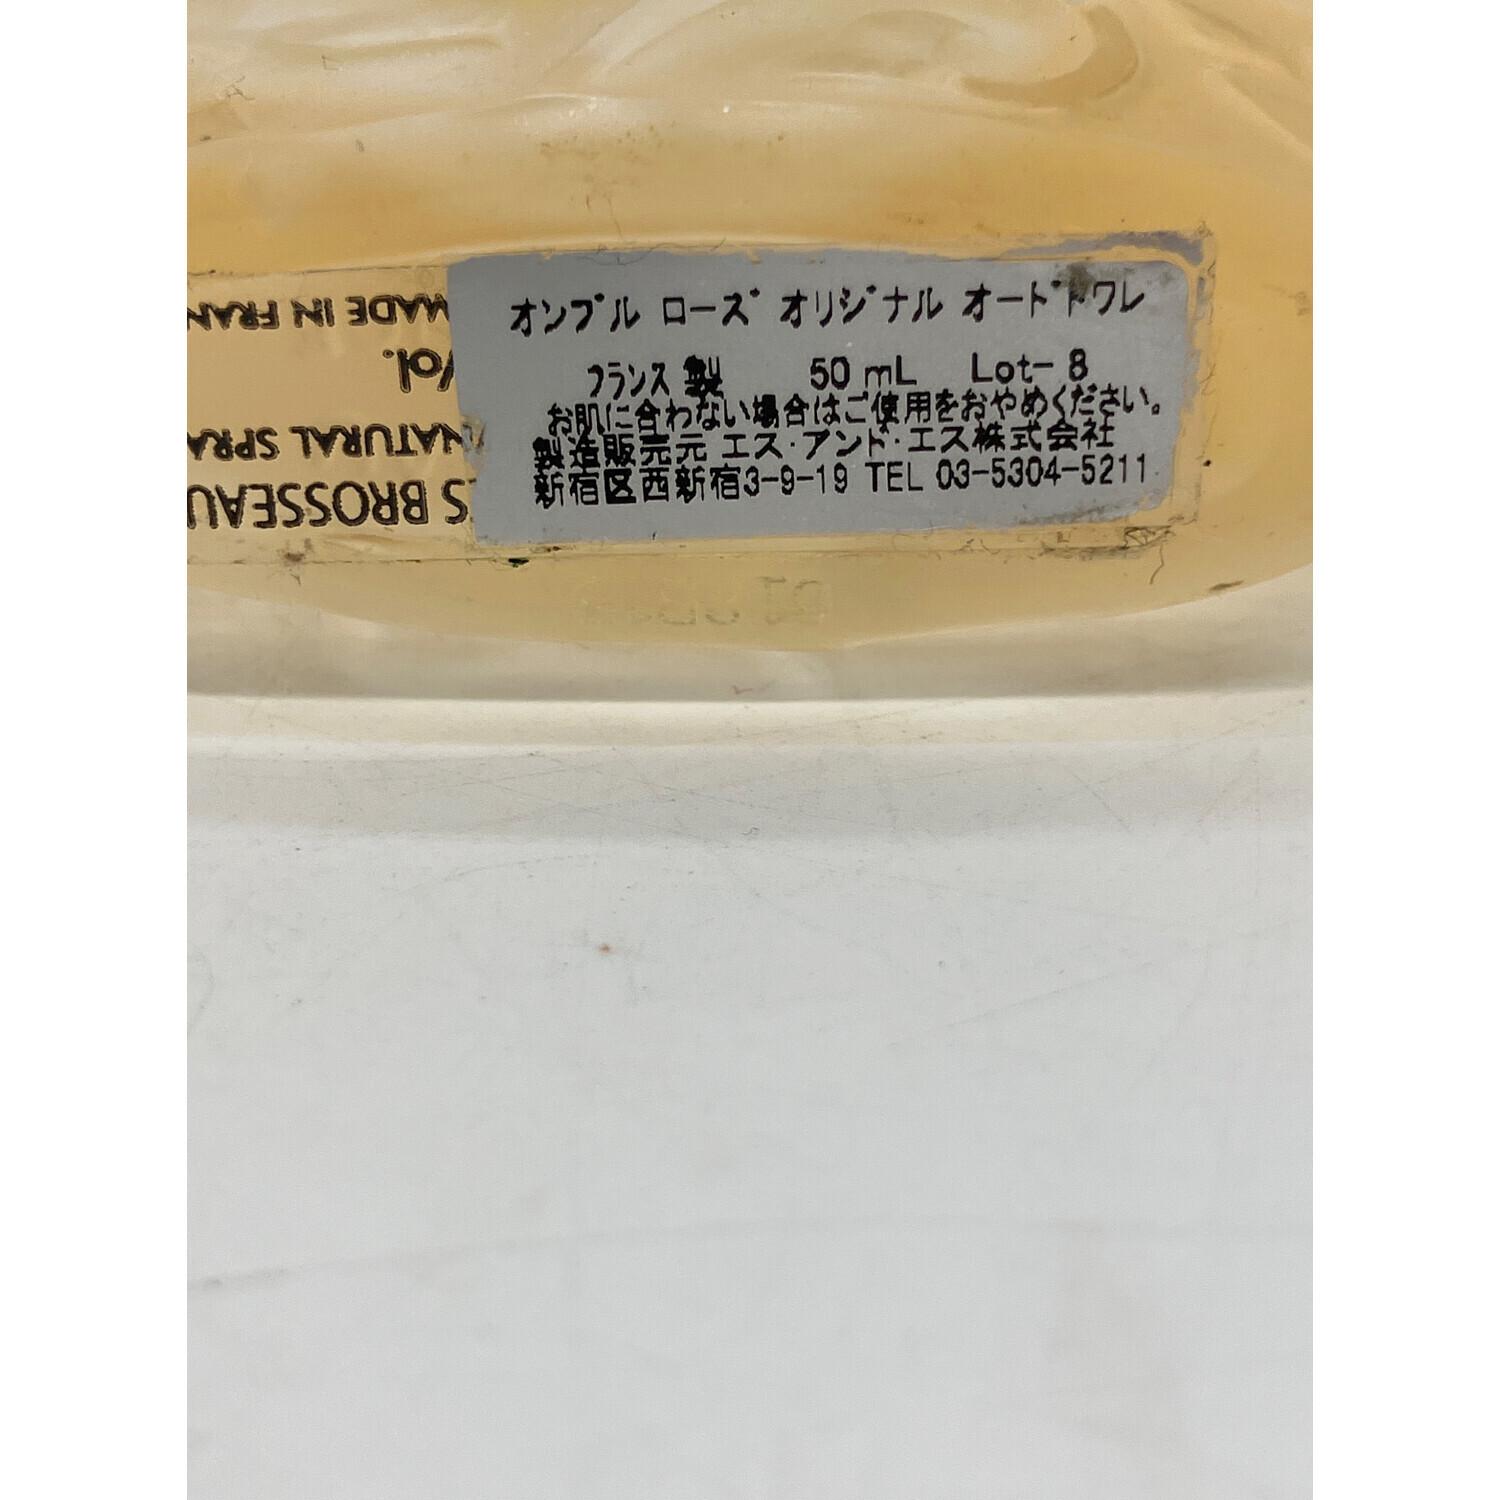 オンブル ローズ オリジナル オードトワレ
フランス製 50 mL Lot-8
お肌に合わない場合はご使用をおやめください。
製造販売元 エス・アンド・エス株式会社
新宿区西新宿3-9-19 TEL 03-5304-5211
S BROSSEAU
NATURAL SPRA
Vol.
MADE IN FRAN